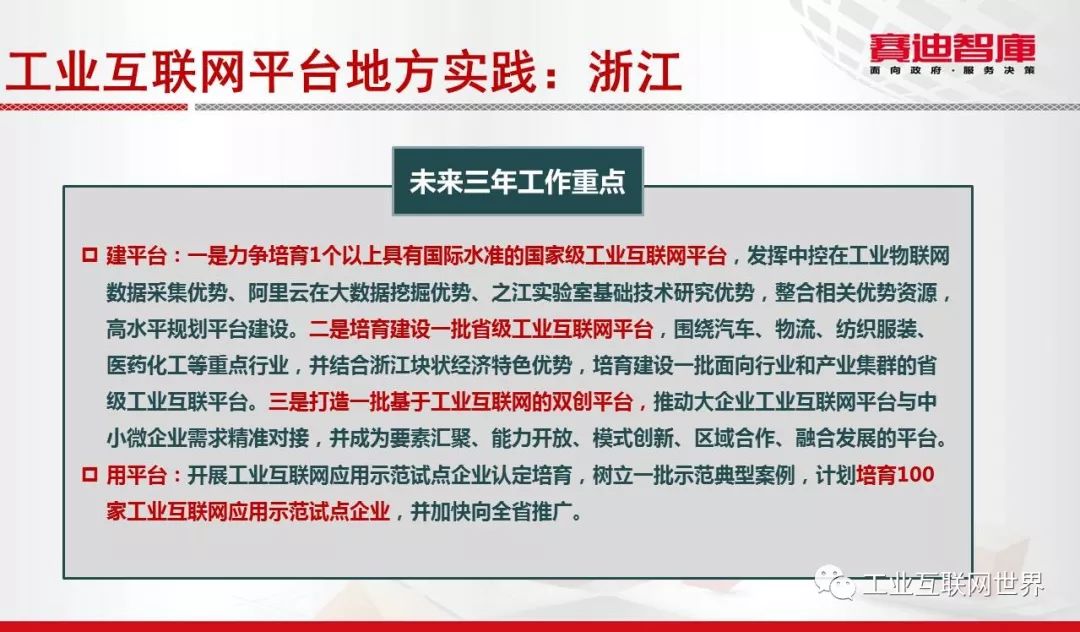 工业互联网平台地方实践：浙江
赛迪智库
面向政府·服务决策
未来三年工作重点
建平台：一是力争培育1个以上具有国际水准的国家级工业互联网平台，发挥中控在工业物联网
数据采集优势、阿里云在大数据挖掘优势、之江实验室基础技术研究优势，整合相关优势资源，
高水平规划平台建设。二是培育建设一批省级工业互联网平台，围绕汽车、物流、纺织服装、
医药化工等重点行业，并结合浙江块状经济特色优势，培育建设一批面向行业和产业集群的省
级工业互联平台。三是打造一批基于工业互联网的双创平台，推动大企业工业互联网平台与中
小微企业需求精准对接，并成为要素汇聚、能力开放、模式创新、区域合作、融合发展的平台。
用平台：开展工业互联网应用示范试点企业认定培育，树立一批示范典型案例，计划培育100
家工业互联网应用示范试点企业，并加快向全省推广。
工业互联网世界